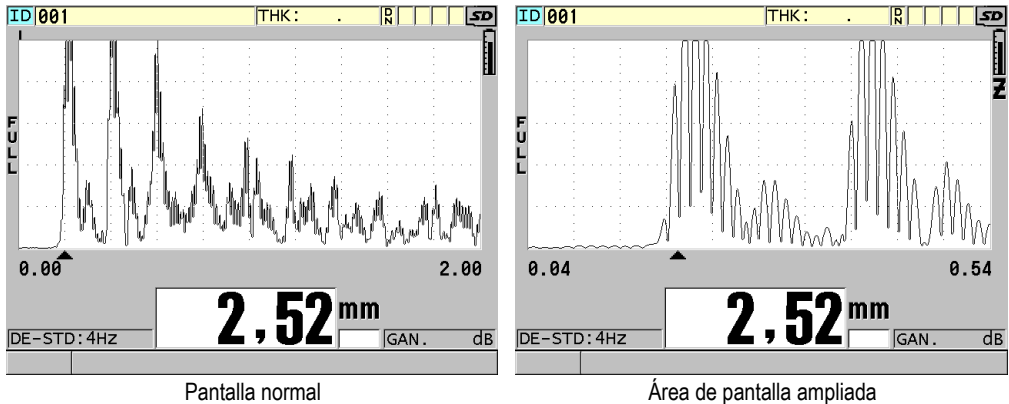 ID 001 THK: . DN SD
FULL
0.00 2.00
2,52 mm
DE-STD:4Hz GAN. dB
Pantalla normal
ID 001 THK: . DN SD
Z
FULL
0.04 0.54
2,52 mm
DE-STD:4Hz GAN. dB
Área de pantalla ampliada